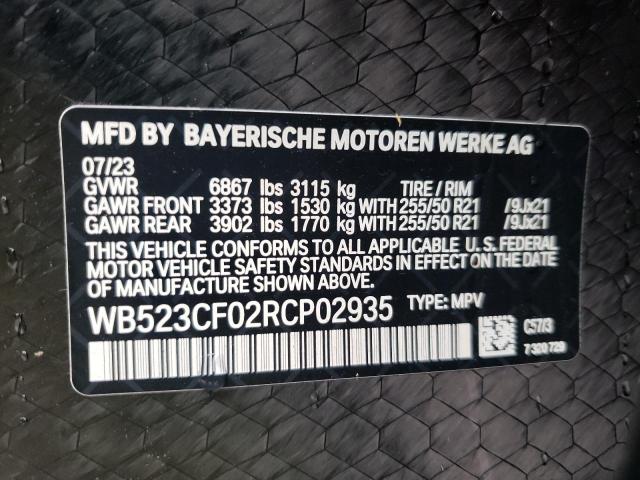 MFD BY BAYERISCHE MOTOREN WERKE AG
07/23
GVWR 6867 lbs 3115 kg TIRE / RIM
GAWR FRONT 3373 lbs 1530 kg WITH 255/50 R21 /9Jx21
GAWR REAR 3902 lbs 1770 kg WITH 255/50 R21 /9Jx21
THIS VEHICLE CONFORMS TO ALL APPLICABLE U.S. FEDERAL
MOTOR VEHICLE SAFETY STANDARDS IN EFFECT ON THE DATE
OF MANUFACTURE SHOWN ABOVE.
WB523CF02RCP02935 TYPE: MPV
C57/3
7 320 729